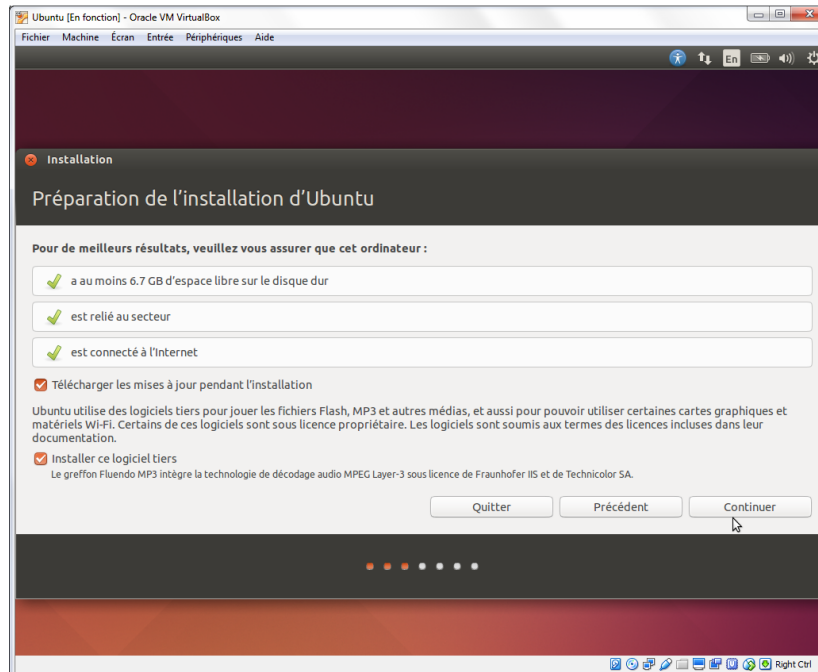 Ubuntu [En fonction] - Oracle VM VirtualBox
Fichier Machine Écran Entrée Périphériques Aide
En
Installation
Préparation de l'installation d'Ubuntu
Pour de meilleurs résultats, veuillez vous assurer que cet ordinateur :
a au moins 6.7 GB d'espace libre sur le disque dur
est relié au secteur
est connecté à l'Internet
Télécharger les mises à jour pendant l'installation
Ubuntu utilise des logiciels tiers pour jouer les fichiers Flash, MP3 et autres médias, et aussi pour pouvoir utiliser certaines cartes graphiques et
matériels Wi-Fi. Certains de ces logiciels sont sous licence propriétaire. Les logiciels sont soumis aux termes des licences incluses dans leur
documentation.
Installer ce logiciel tiers
Le greffon Fluendo MP3 intègre la technologie de décodage audio MPEG Layer-3 sous licence de Fraunhofer IIS et de Technicolor SA.
Quitter Précédent Continuer
Right Ctrl